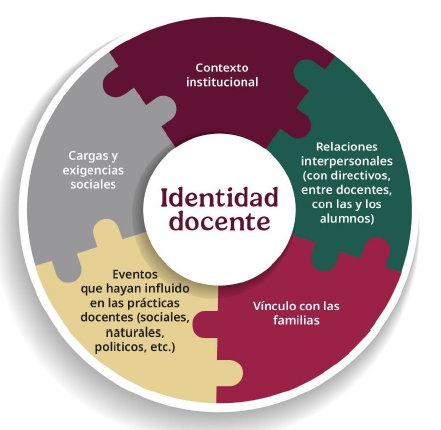 Contexto
institucional
Relaciones
interpersonales
(con directivos,
entre docentes,
con las y los
alumnos)
Cargas y
exigencias
sociales
Identidad
docente
Eventos
que hayan influido
en las prácticas
docentes (sociales,
naturales,
politicos, etc.)
Vínculo con las
familias